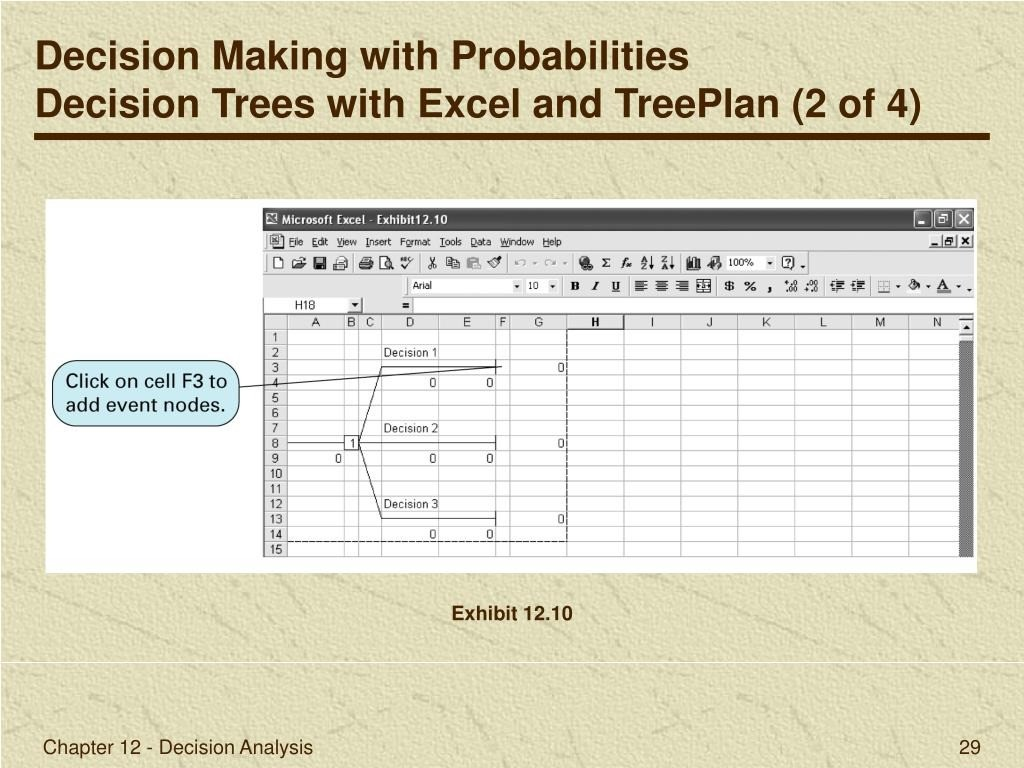 Decision Making with Probabilities
Decision Trees with Excel and TreePlan (2 of 4)
Microsoft Excel - Exhibit12.10
File Edit View Insert Format Tools Data Window Help
100%
Arial 10 B I U $ % ,
H18 =
A B C D E F G H I J K L M N
1
2 Decision 1
3 0
Click on cell F3 to
add event nodes.
4 0 0
5
6
7 Decision 2
8 1 0
9 0 0 0
10
11
12 Decision 3
13 0
14 0 0
15
Exhibit 12.10
Chapter 12 - Decision Analysis 29